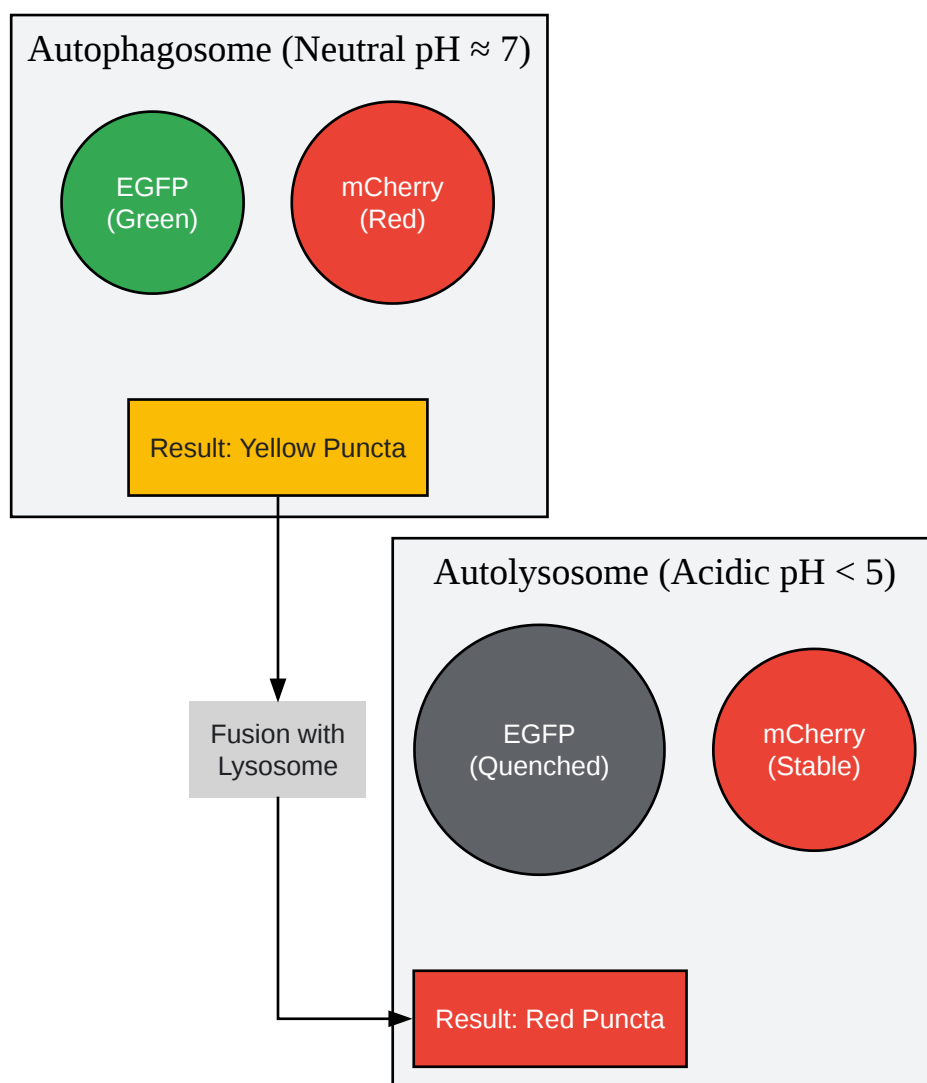 Autophagosome (Neutral pH ≈ 7)
EGFP
(Green)
mCherry
(Red)
Result: Yellow Puncta
Fusion with
Lysosome
Autolysosome (Acidic pH < 5)
EGFP
(Quenched)
mCherry
(Stable)
Result: Red Puncta